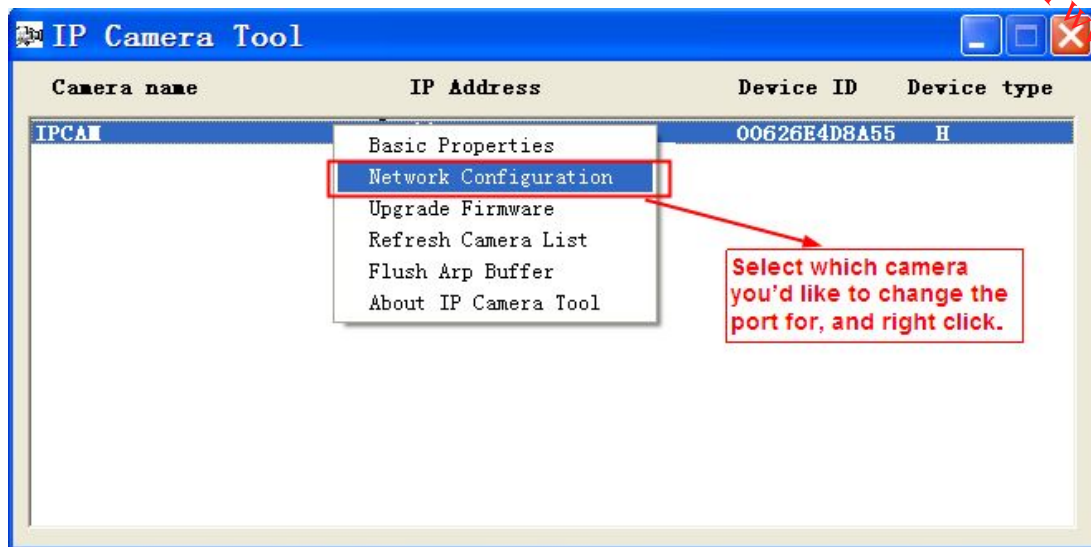 IP Camera Tool
Camera name IP Address Device ID Device type
IPCAM 00626E4D8A55 H
Basic Properties
Network Configuration
Upgrade Firmware
Refresh Camera List
Flush Arp Buffer
About IP Camera Tool
Select which camera
you'd like to change the
port for, and right click.